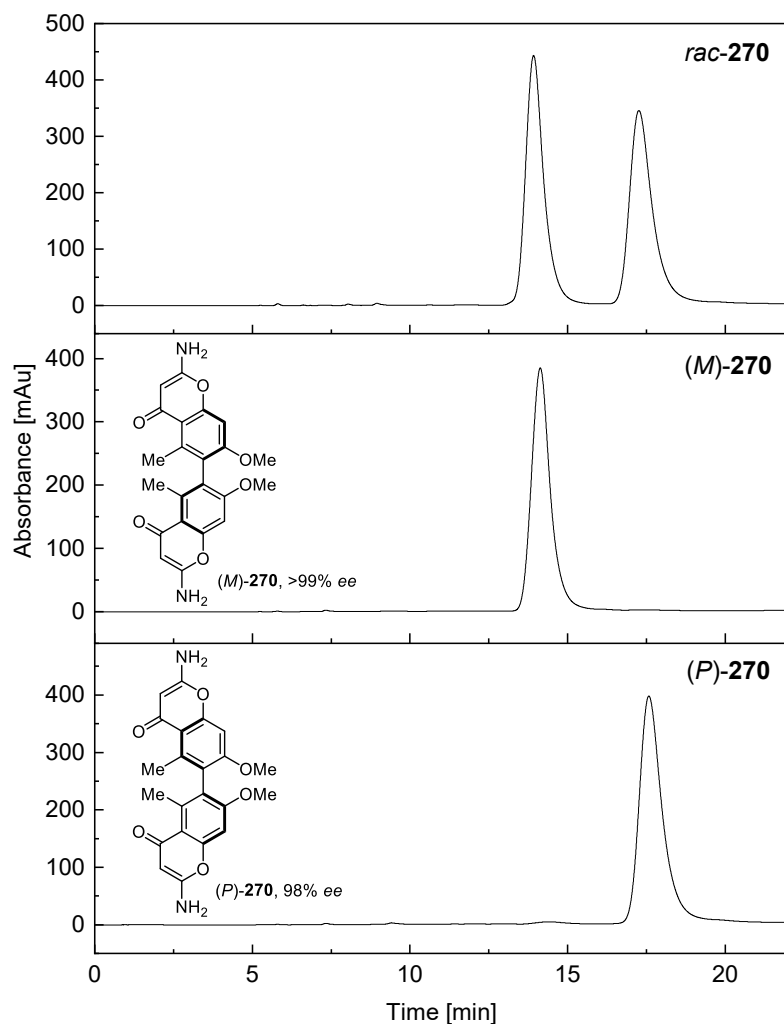 500
400
300
200
100
0
rac-270
Absorbance [mAu]
400
300
200
100
0
(M)-270
NH₂
O
O
Me
OMe
Me
OMe
O
O
NH₂
(M)-270, >99% ee
400
300
200
100
0
(P)-270
NH₂
O
O
Me
OMe
Me
OMe
O
O
NH₂
(P)-270, 98% ee
0 5 10 15 20
Time [min]